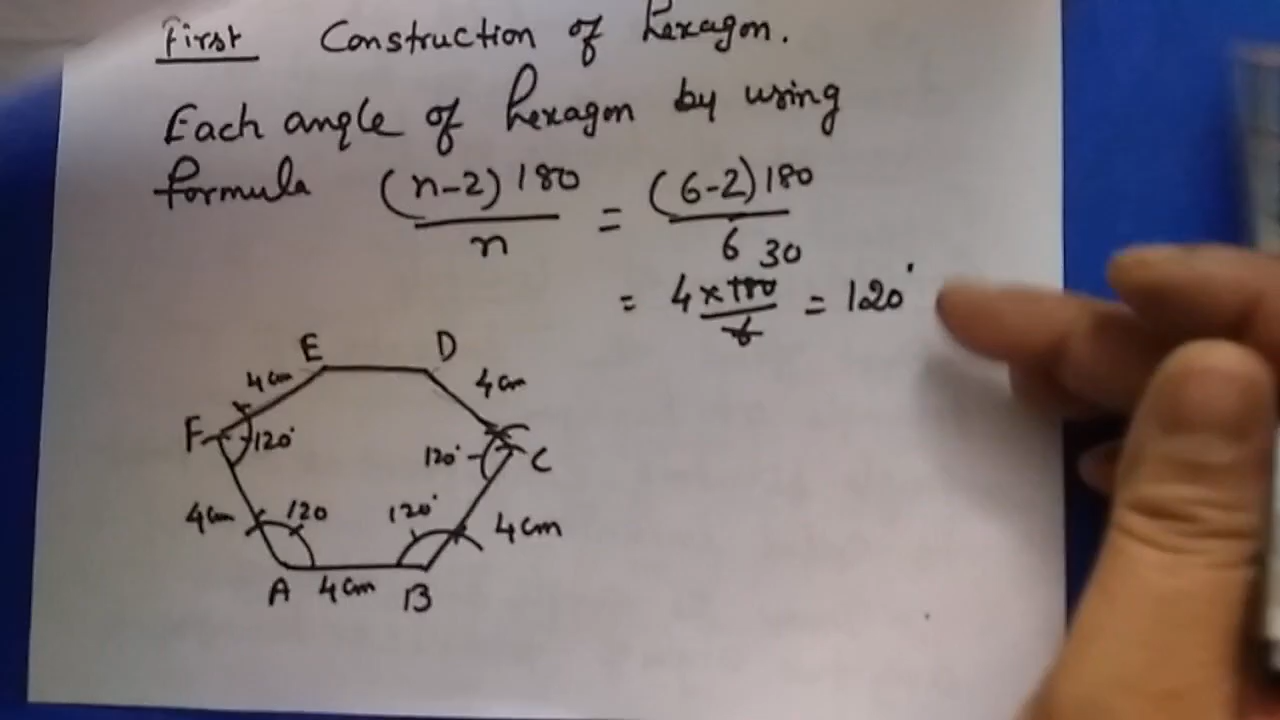 First Construction of hexagon.
Each angle of hexagon by using
formula (n-2) 180 / n = (6-2) 180 / 6
30
= 4 x 180 / 6 = 120°
E D
4cm 4cm
F 120° 120° C
4cm 120 120° 4cm
A 4cm B